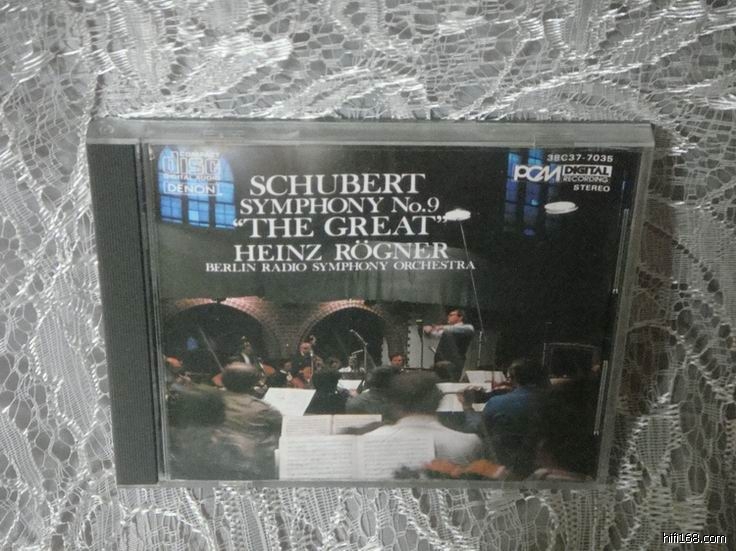 COMPACT
disc
DIGITAL AUDIO
DENON
38C37-7035
PCM DIGITAL
RECORDING
STEREO
SCHUBERT
SYMPHONY No.9
“THE GREAT”
HEINZ RÖGNER
BERLIN RADIO SYMPHONY ORCHESTRA
hifi168.com